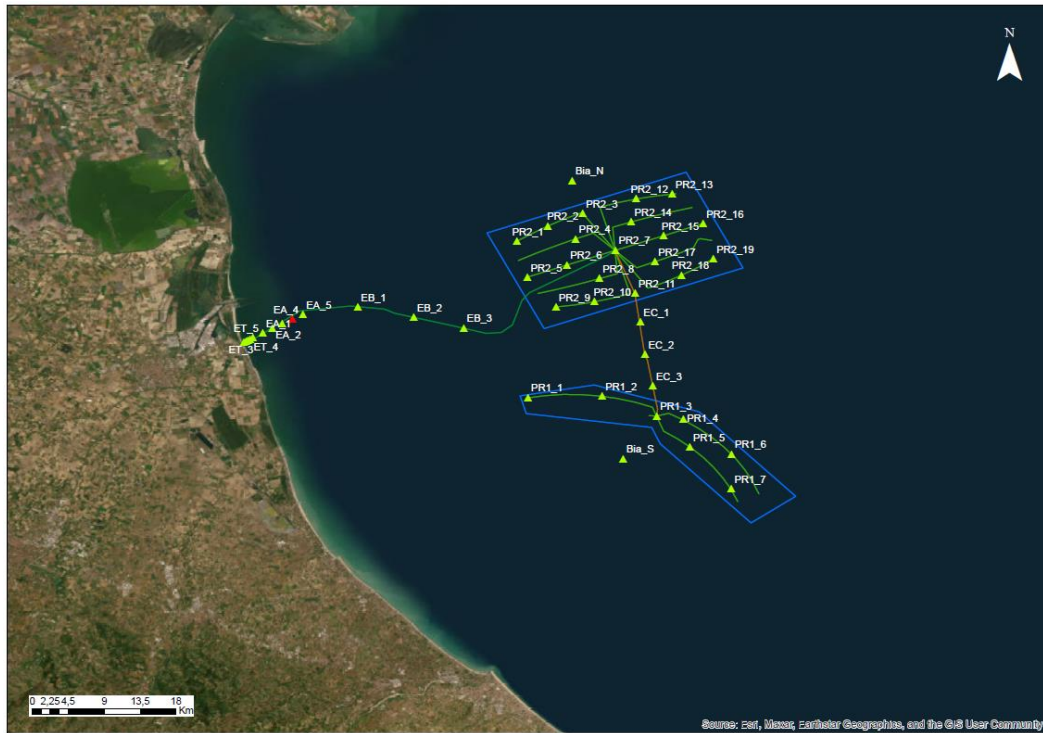 N
Bia_N
PR2_12
PR2_13
PR2_3
PR2_2
PR2_14
PR2_16
PR2_1
PR2_4
PR2_15
PR2_7
PR2_6
PR2_17
PR2_19
PR2_5
PR2_8
PR2_18
PR2_11
PR2_10
PR2_9
EA_4
EA_5
EB_1
EB_2
EB_3
EC_1
ET_5
EA_1
EA_2
ET_3
ET_4
EC_2
EC_3
PR1_1
PR1_2
PR1_3
PR1_4
PR1_5
PR1_6
Bia_S
PR1_7
0 2,25 4,5 9 13,5 18
Km
Source: Esri, Maxar, Earthstar Geographics, and the GIS User Community